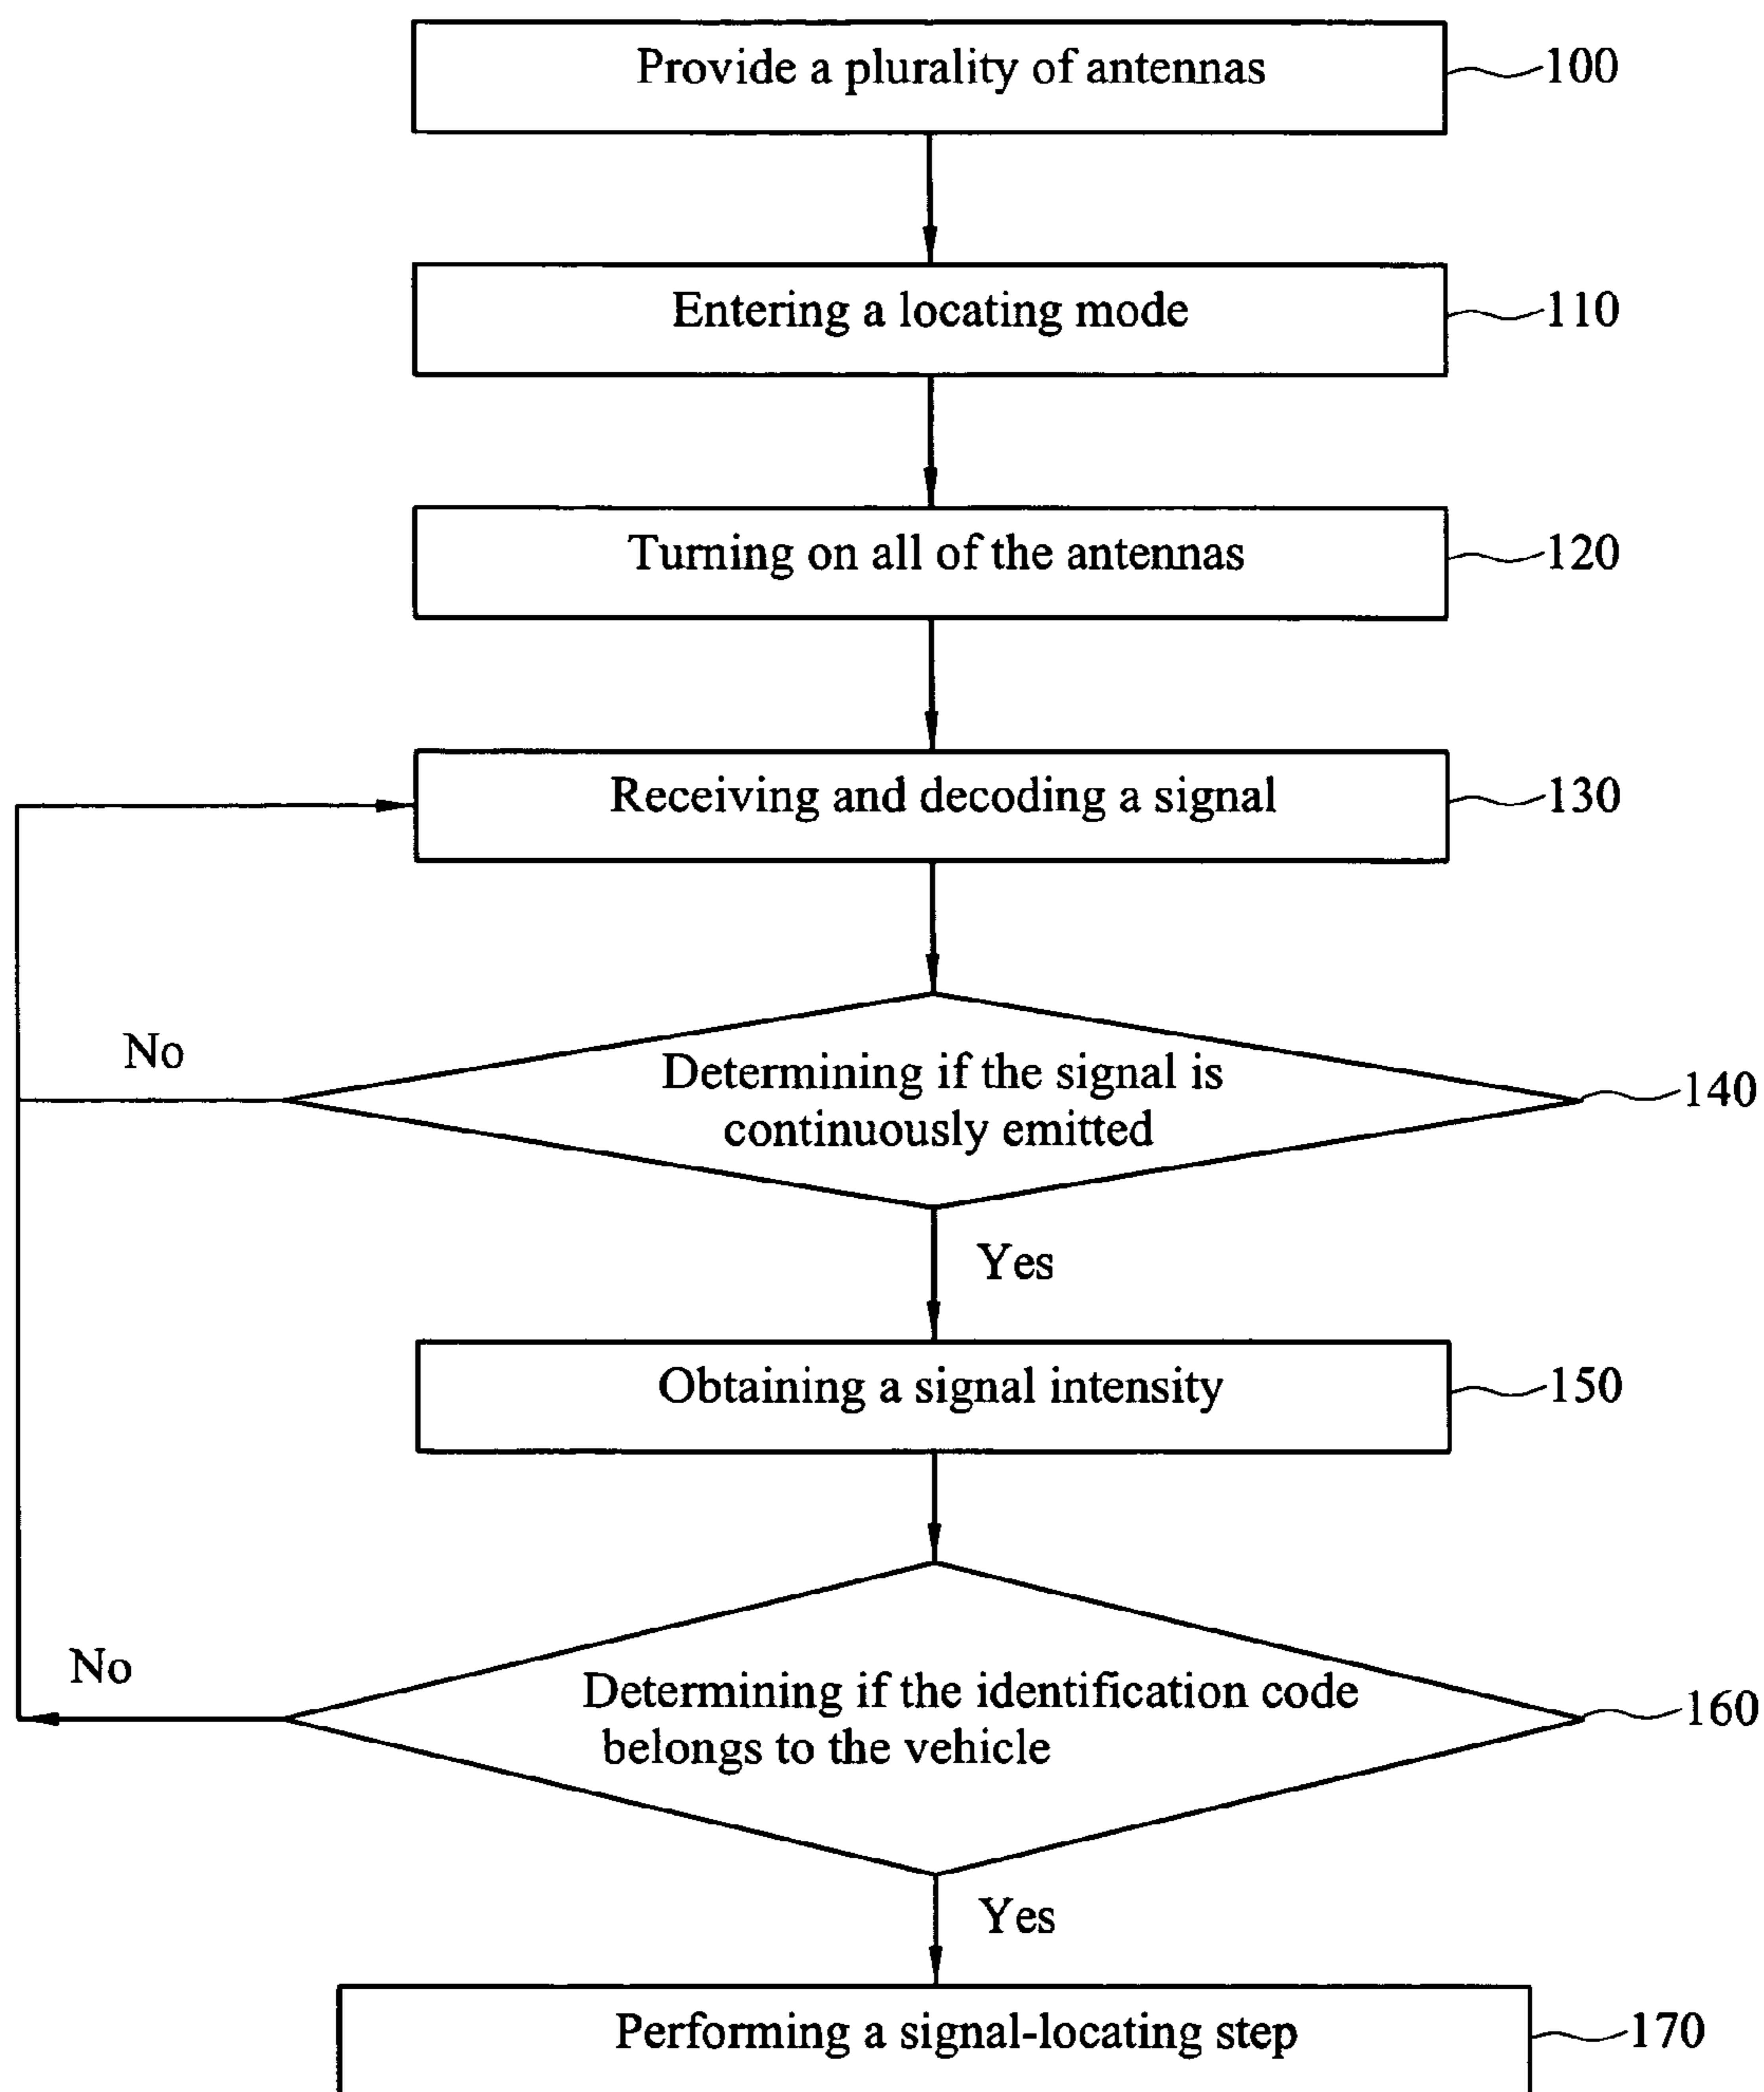 Provide a plurality of antennas
100
Entering a locating mode
110
Turning on all of the antennas
120
Receiving and decoding a signal
130
No
Determining if the signal is
continuously emitted
140
Yes
Obtaining a signal intensity
150
No
Determining if the identification code
belongs to the vehicle
160
Yes
Performing a signal-locating step
170